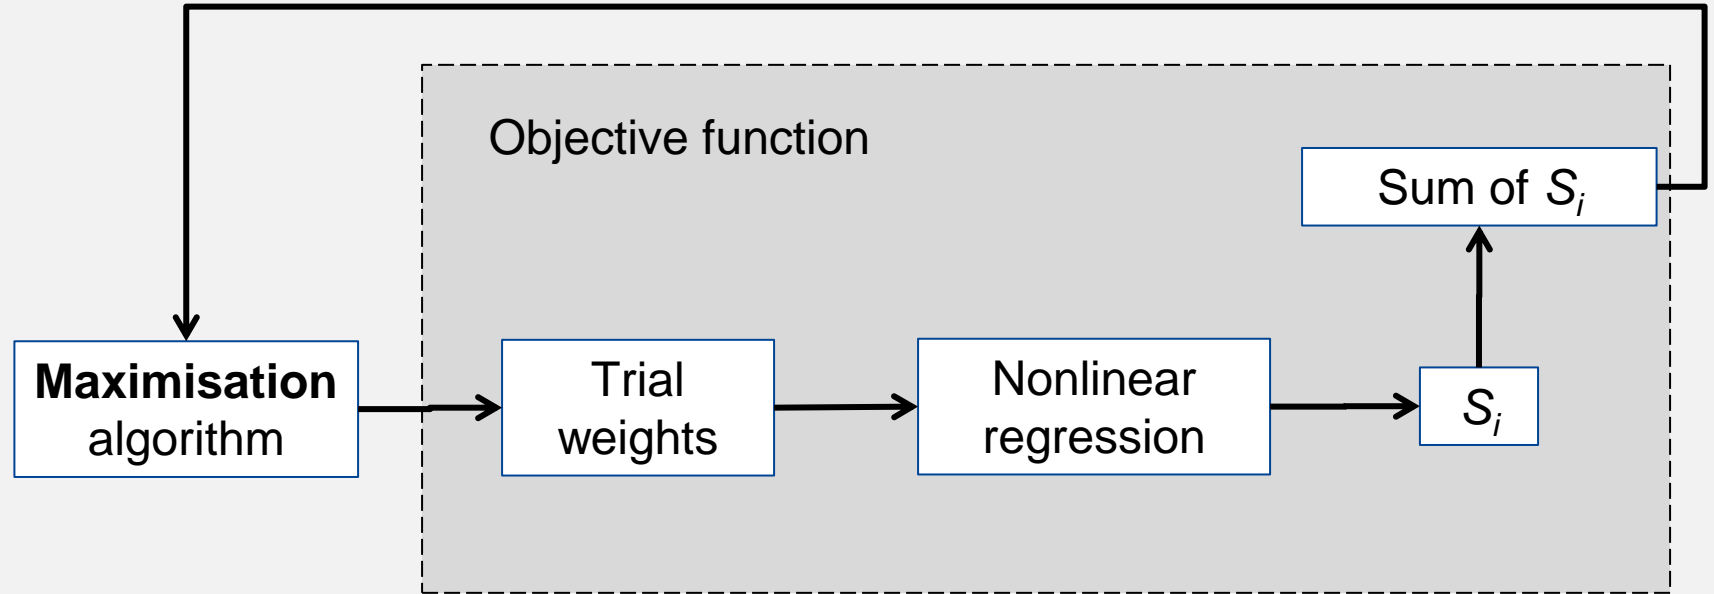 Objective function
Sum of Si
Maximisation
algorithm
Trial
weights
Nonlinear
regression
Si